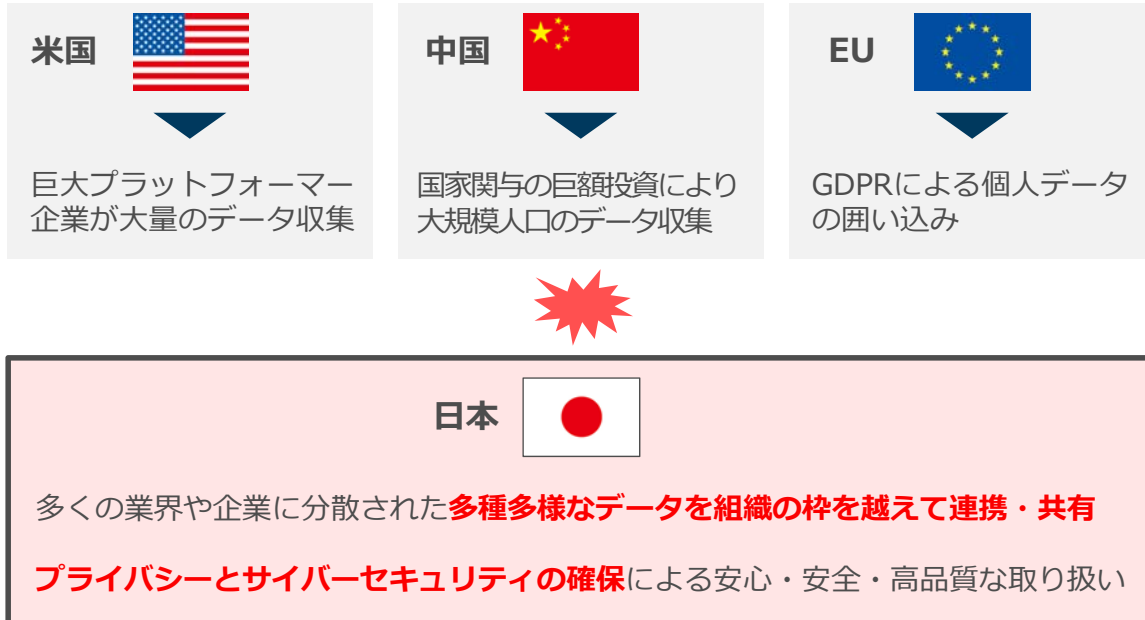 米国
巨大プラットフォーマー
企業が大量のデータ収集
中国
国家関与の巨額投資により
大規模人口のデータ収集
EU
GDPRによる個人データ
の囲い込み
日本
多くの業界や企業に分散された多種多様なデータを組織の枠を越えて連携・共有
プライバシーとサイバーセキュリティの確保による安心・安全・高品質な取り扱い